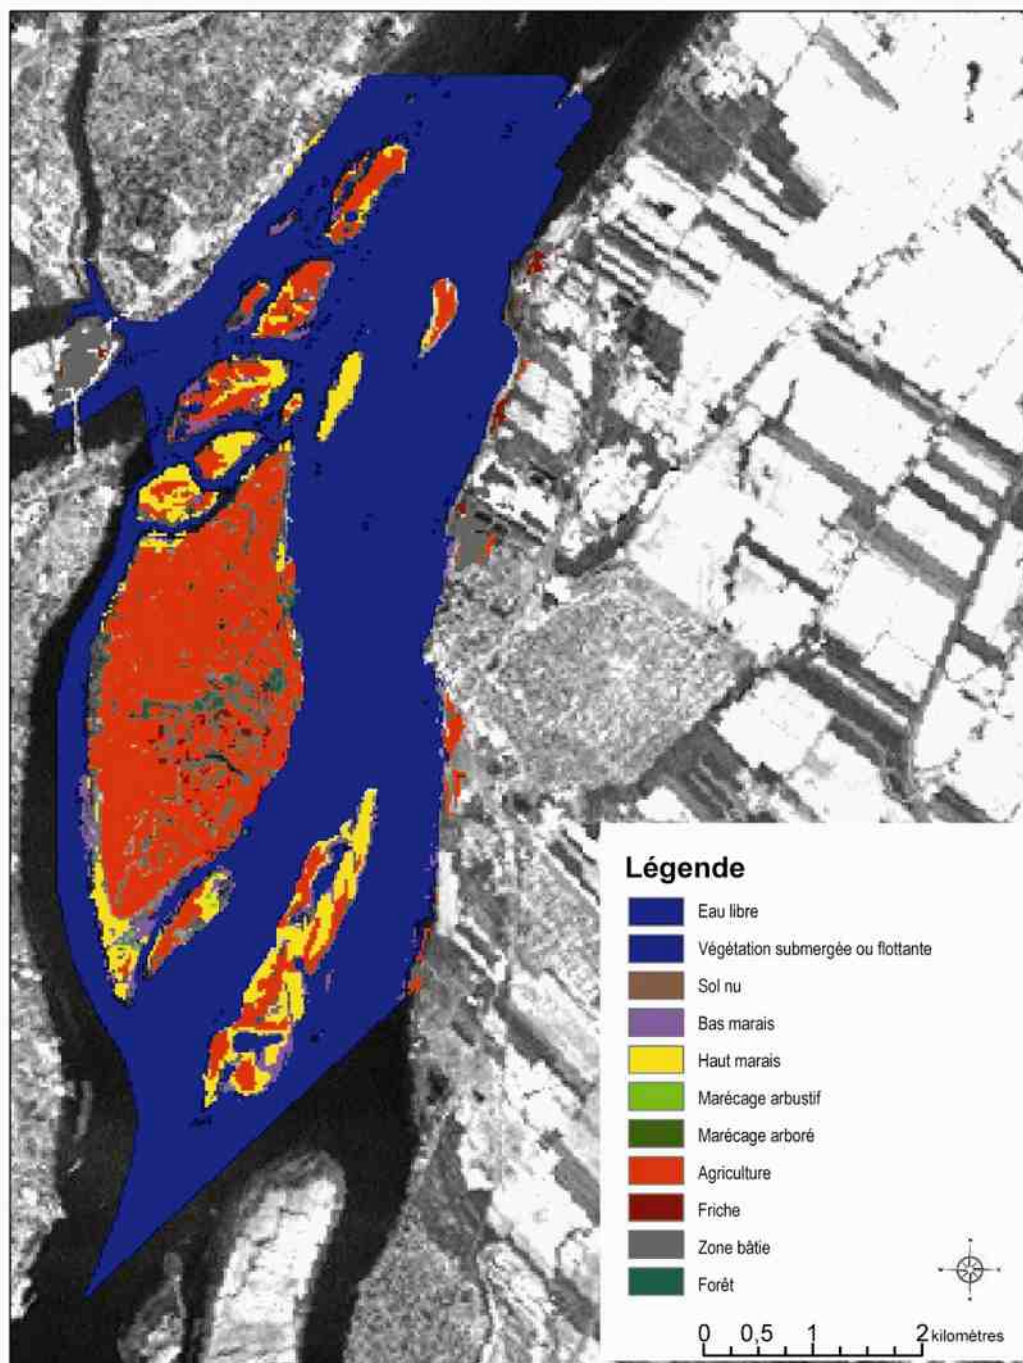 Légende
Eau libre
Végétation submergée ou flottante
Sol nu
Bas marais
Haut marais
Marécage arbustif
Marécage arboré
Agriculture
Friche
Zone bâtie
Forêt
0 0,5 1 2 kilomètres